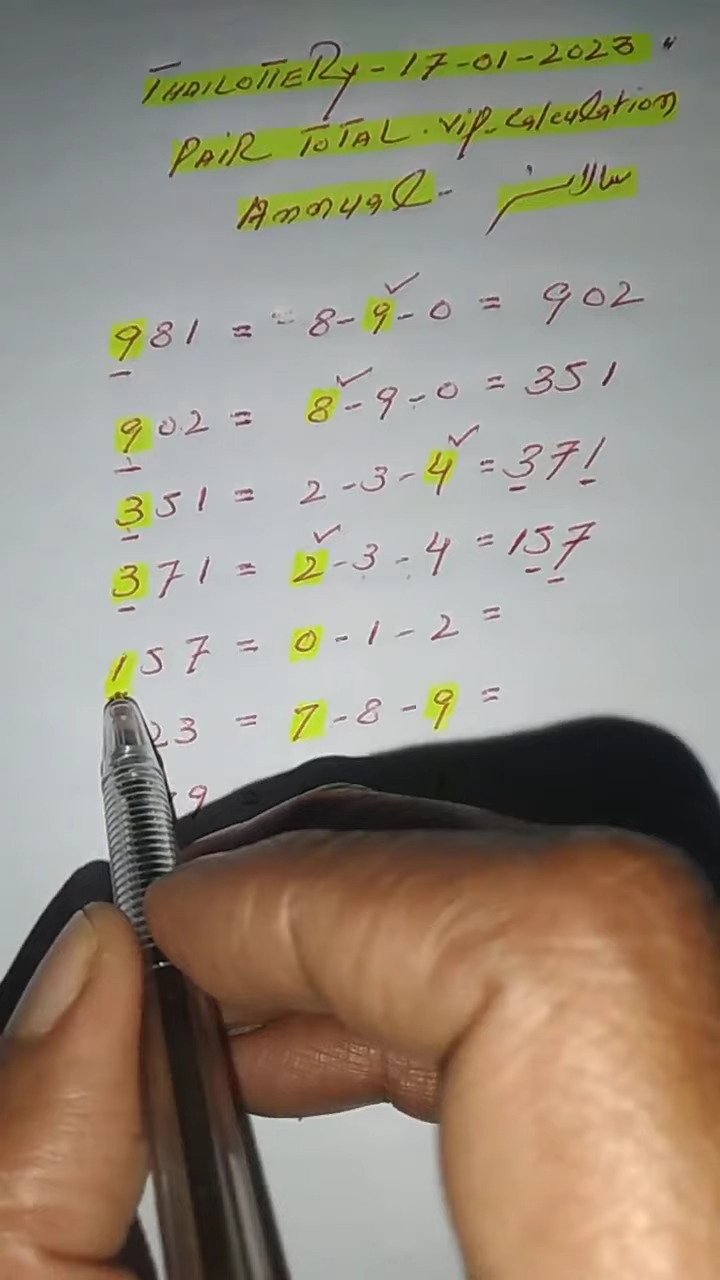 THAILOTTERY - 17-01-2023 "
PAIR TOTAL. vip-calculation
Annual - سالانہ
981 = 8-9-0 = 902
902 = 8-9-0 = 351
351 = 2-3-4 = 371
371 = 2-3-4 = 157
157 = 0-1-2 =
23 = 7-8-9 =
9